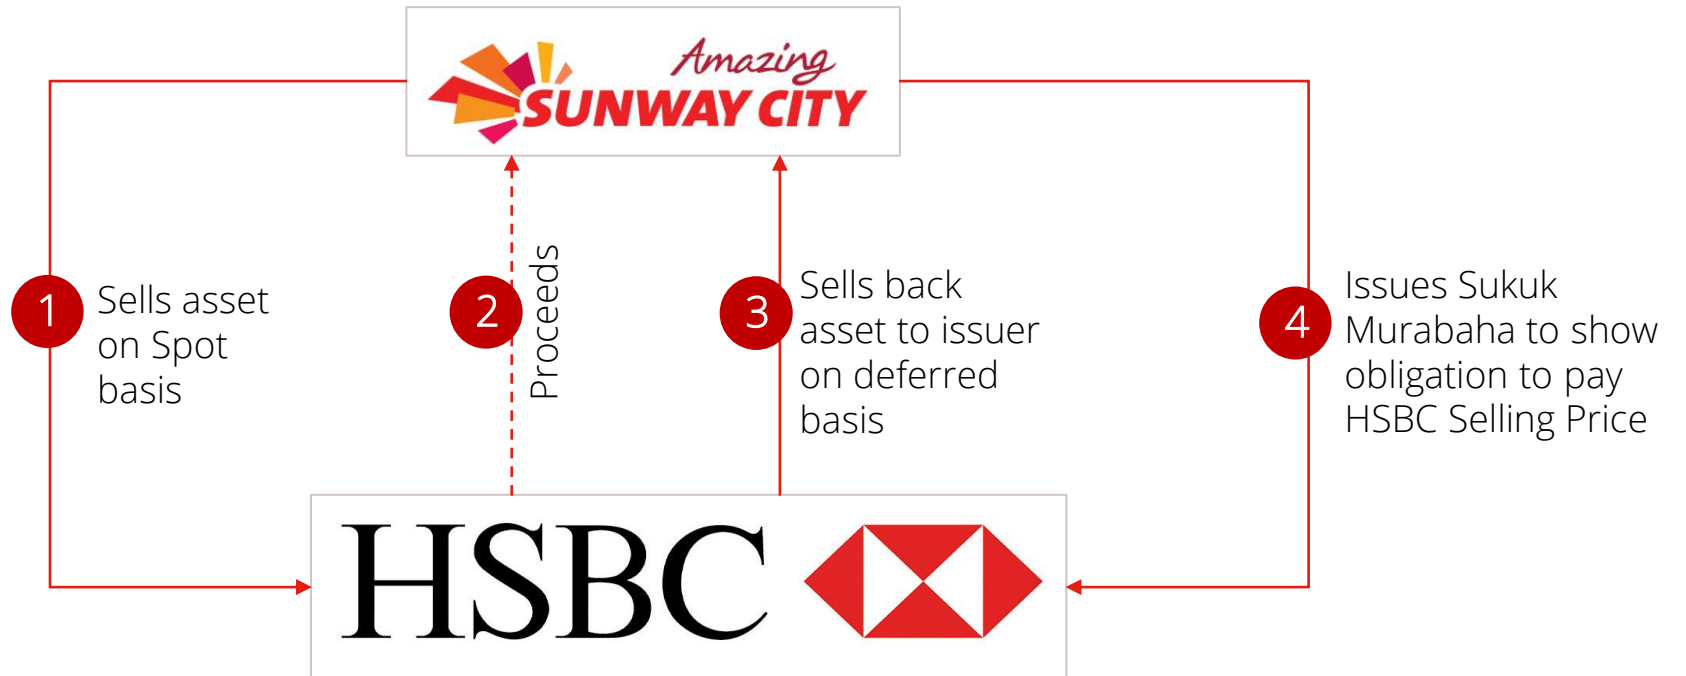 Amazing
SUNWAY CITY
1
Sells asset
on Spot
basis
2
Proceeds
3
Sells back
asset to issuer
on deferred
basis
4
Issues Sukuk
Murabaha to show
obligation to pay
HSBC Selling Price
HSBC